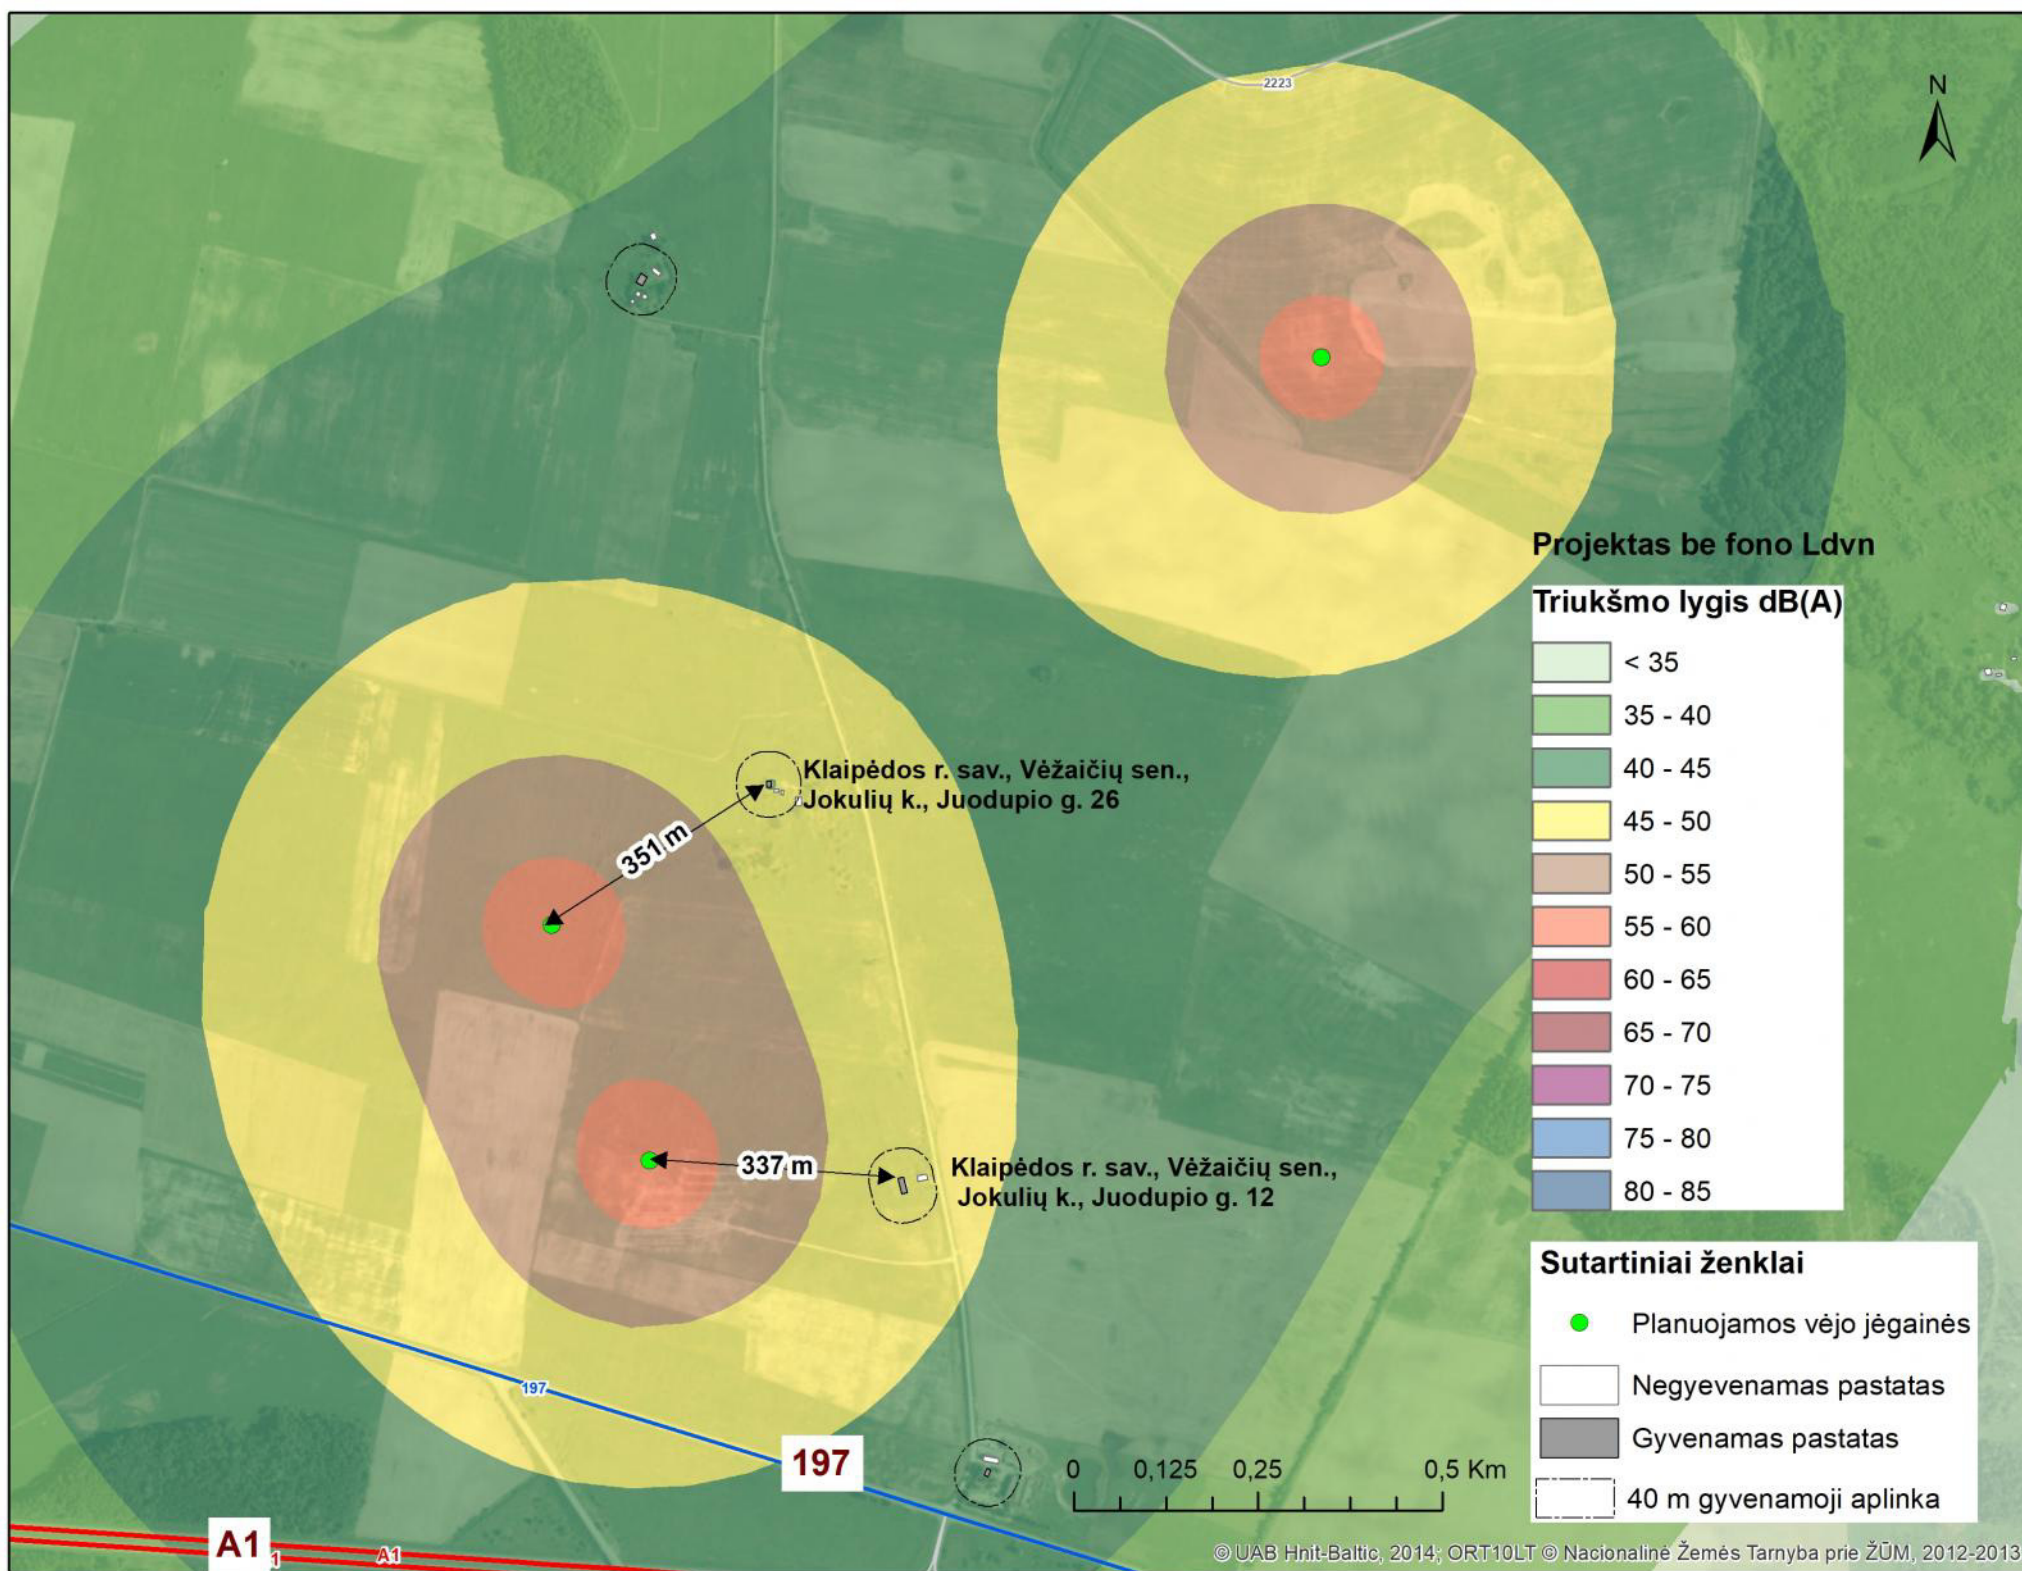 2223
N
Projektas be fono Ldvn
Triukšmo lygis dB(A)
< 35
35 - 40
40 - 45
45 - 50
50 - 55
55 - 60
60 - 65
65 - 70
70 - 75
75 - 80
80 - 85
Klaipėdos r. sav., Vėžaičių sen.,
Jokulių k., Juodupio g. 26
351 m
337 m
Klaipėdos r. sav., Vėžaičių sen.,
Jokulių k., Juodupio g. 12
Sutartiniai ženklai
Planuojamos vėjo jėgainės
Negyevenamas pastatas
Gyvenamas pastatas
40 m gyvenamoji aplinka
197
197
0 0,125 0,25 0,5 Km
A1
1
A1
© UAB Hnit-Baltic, 2014; ORT10LT © Nacionalinė Žemės Tarnyba prie ŽŪM, 2012-2013